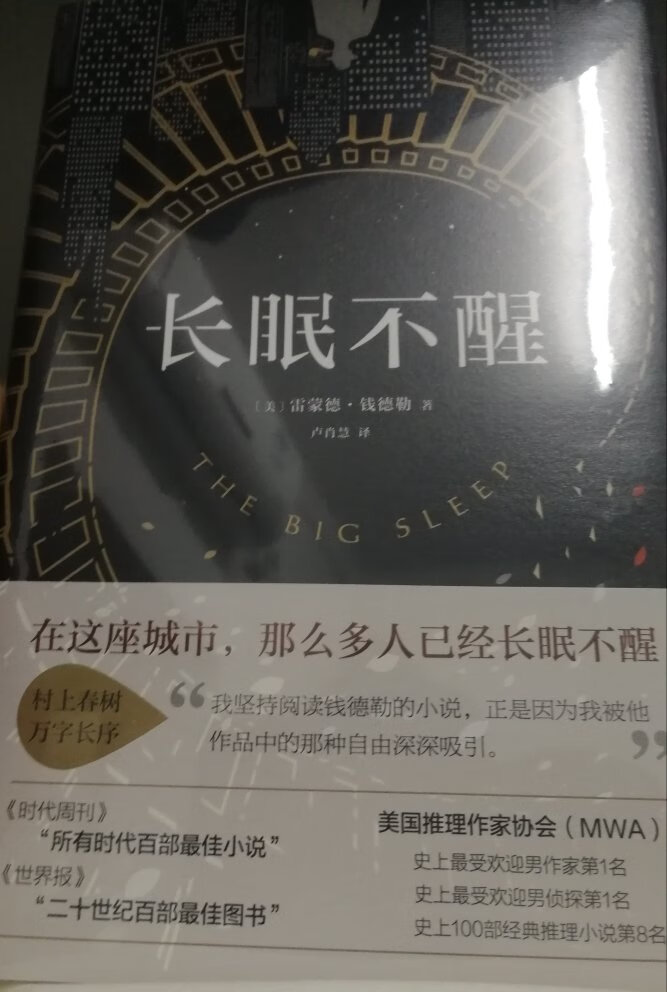 长眠不醒
〔美〕雷蒙德·钱德勒 著
卢肖慧 译
THE BIG SLEEP
在这座城市，那么多人已经长眠不醒
村上春树
万字长序
“我坚持阅读钱德勒的小说，正是因为我被他
作品中的那种自由深深吸引。”
《时代周刊》
“所有时代百部最佳小说”
《世界报》
“二十世纪百部最佳图书”
美国推理作家协会（MWA）
史上最受欢迎男作家第1名
史上最受欢迎男侦探第1名
史上100部经典推理小说第8名